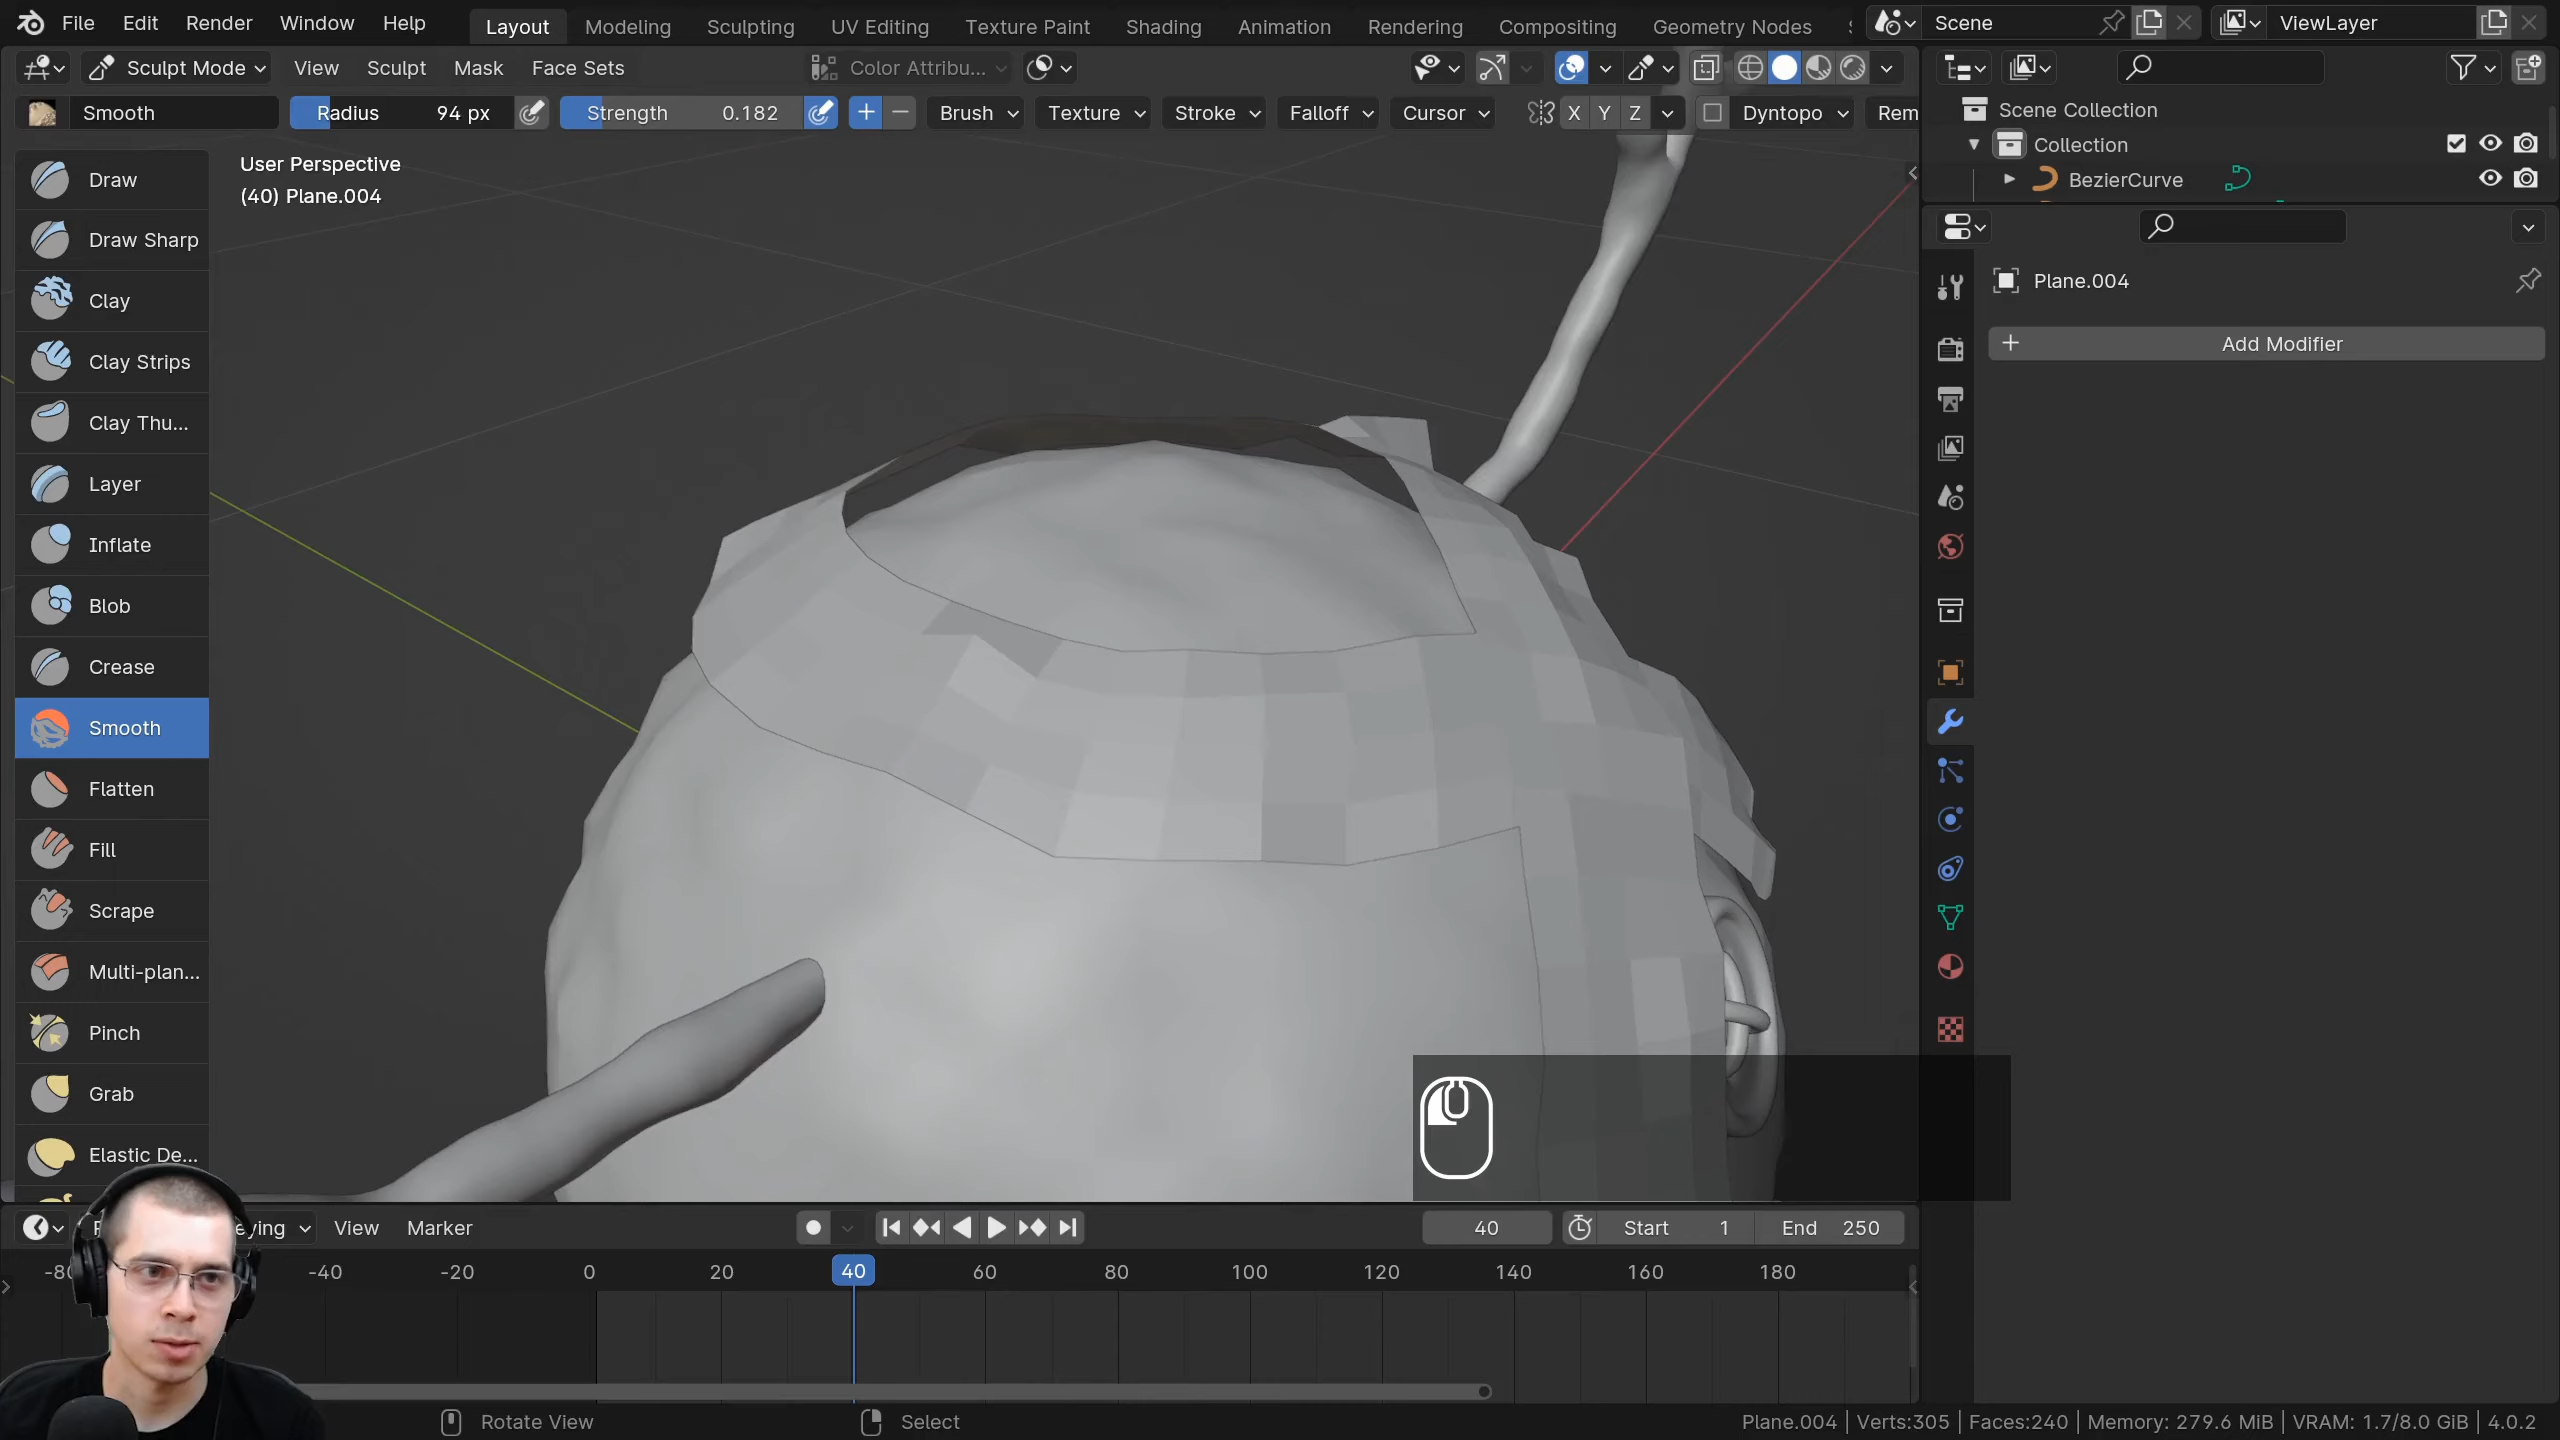 File Edit Render Window Help Layout Modeling Sculpting UV Editing Texture Paint Shading Animation Rendering Compositing Geometry Nodes Scene ViewLayer
Sculpt Mode View Sculpt Mask Face Sets Color Attribu...
Smooth Radius 94 px Strength 0.182 Brush Texture Stroke Falloff Cursor X Y Z Dyntopo Rem
Scene Collection
Collection
BezierCurve
User Perspective
(40) Plane.004
Plane.004
Add Modifier
Draw
Draw Sharp
Clay
Clay Strips
Clay Thu...
Layer
Inflate
Blob
Crease
Smooth
Flatten
Fill
Scrape
Multi-plan...
Pinch
Grab
Elastic De...
eying View Marker 40 Start 1 End 250
-80 -40 -20 0 20 40 60 80 100 120 140 160 180
Rotate View Select Plane.004 | Verts:305 | Faces:240 | Memory: 279.6 MiB | VRAM: 1.7/8.0 GiB | 4.0.2